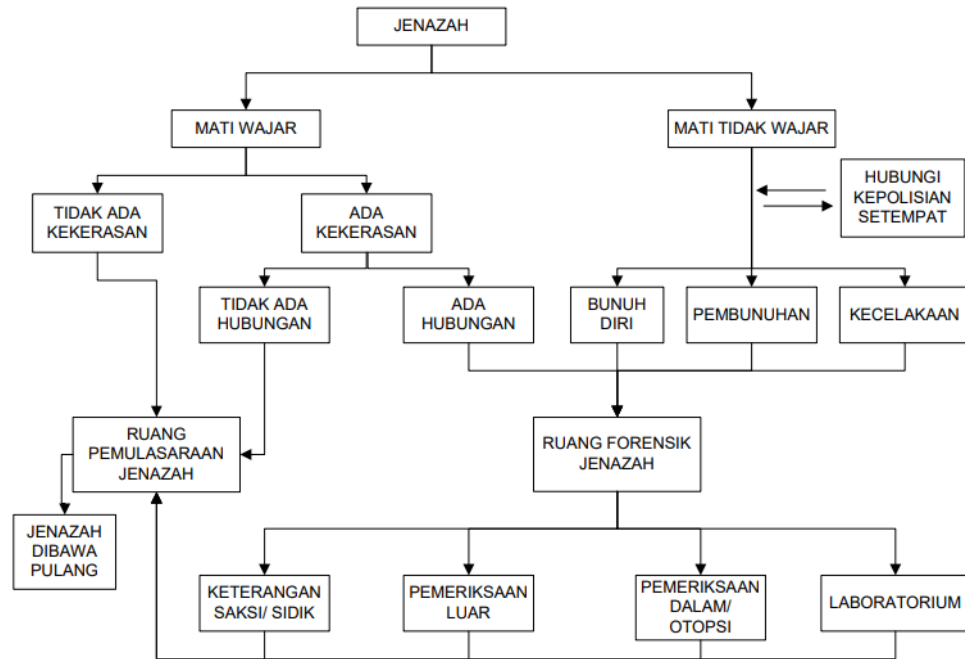 JENAZAH
MATI WAJAR
MATI TIDAK WAJAR
HUBUNGI
KEPOLISIAN
SETEMPAT
TIDAK ADA
KEKERASAN
ADA
KEKERASAN
TIDAK ADA
HUBUNGAN
ADA
HUBUNGAN
BUNUH
DIRI
PEMBUNUHAN
KECELAKAAN
RUANG
PEMULASARAAN
JENAZAH
RUANG FORENSIK
JENAZAH
JENAZAH
DIBAWA
PULANG
KETERANGAN
SAKSI/ SIDIK
PEMERIKSAAN
LUAR
PEMERIKSAAN
DALAM/
OTOPSI
LABORATORIUM